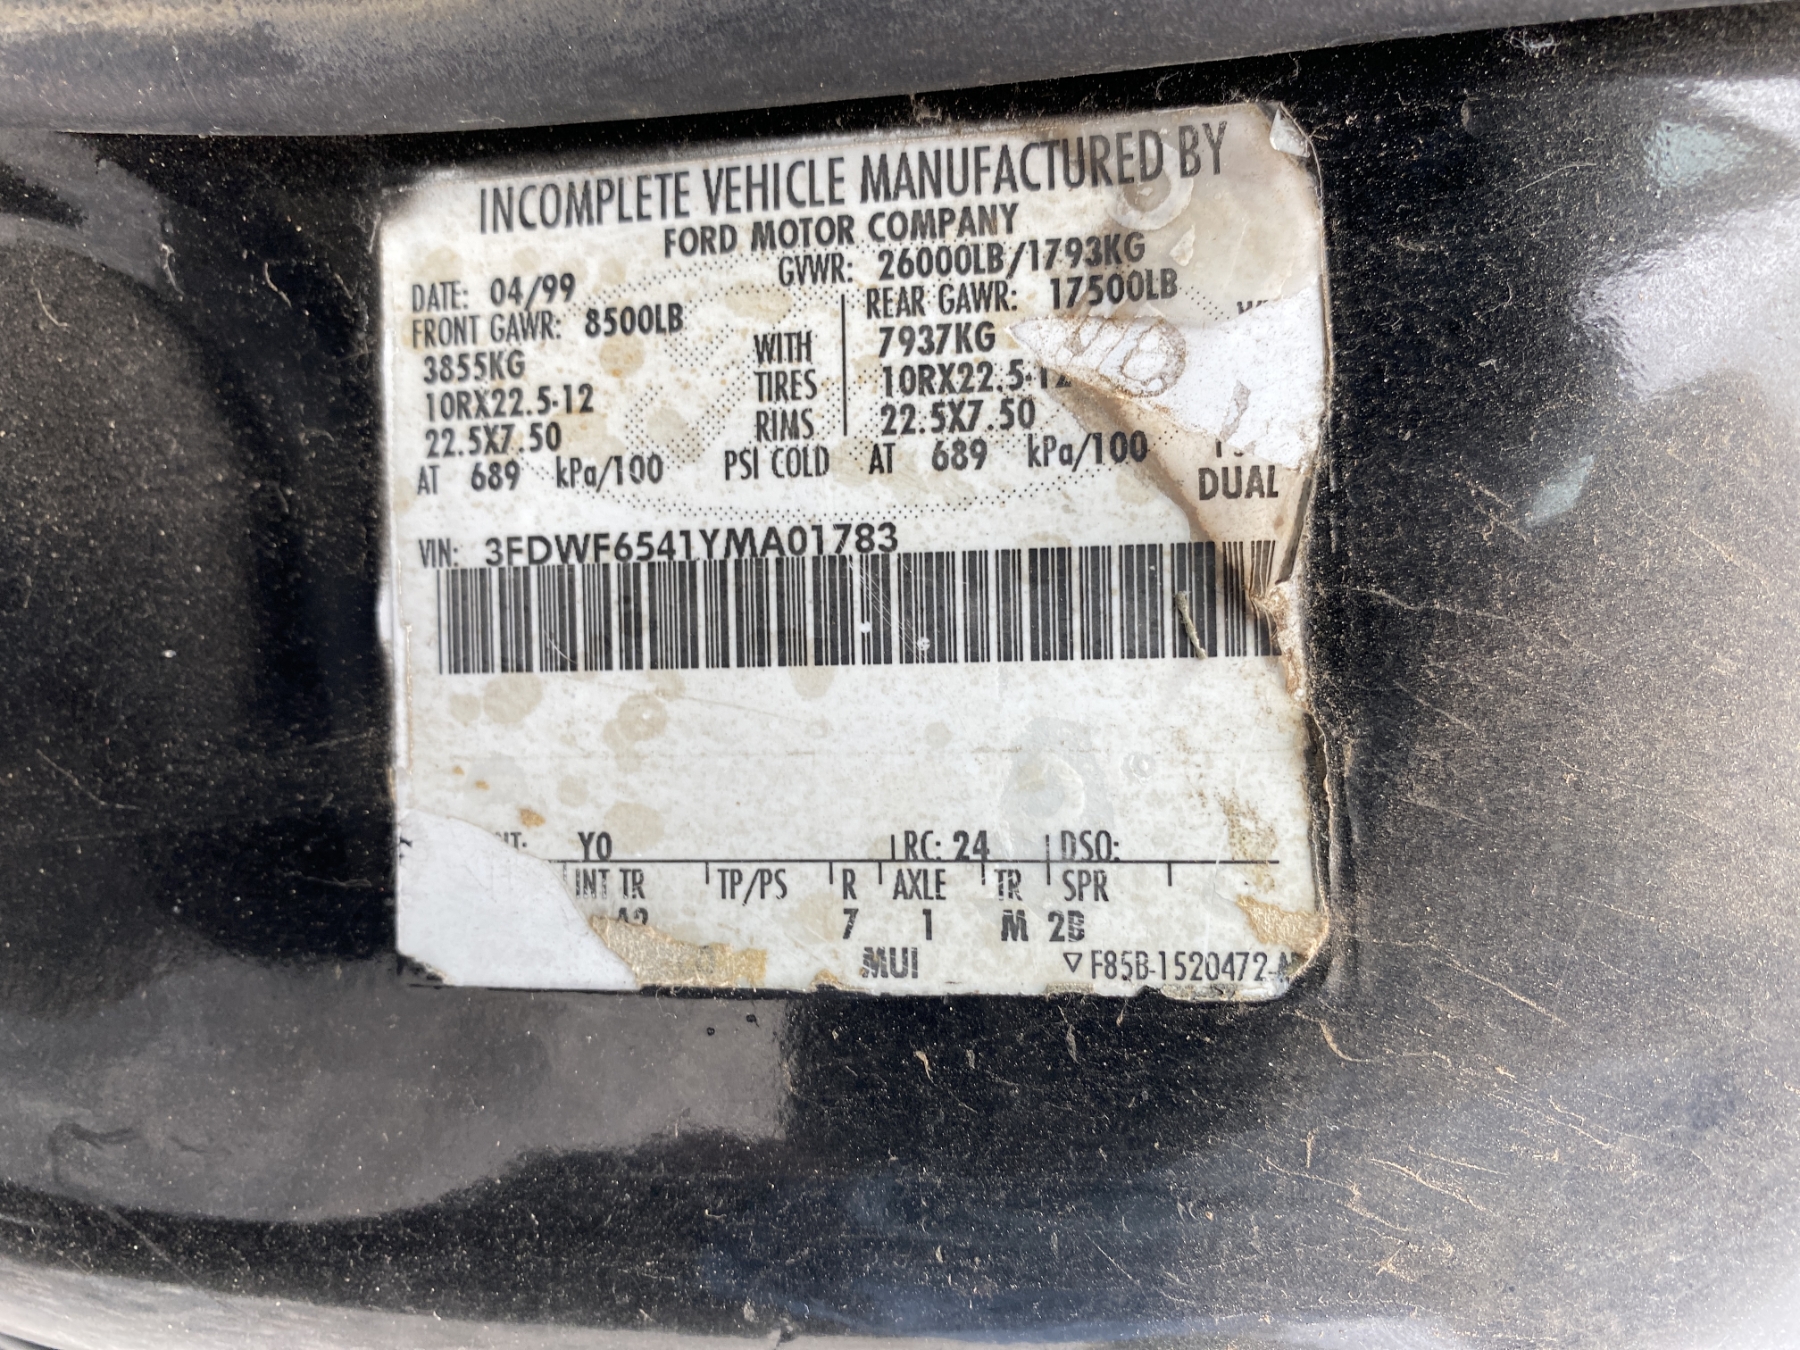 INCOMPLETE VEHICLE MANUFACTURED BY
FORD MOTOR COMPANY
DATE: 04/99 GVWR: 26000LB/1793KG
FRONT GAWR: 8500LB REAR GAWR: 17500LB
3855KG WITH 7937KG
10RX22.5-12 TIRES 10RX22.5-12
22.5X7.50 RIMS 22.5X7.50
AT 689 kPa/100 PSI COLD AT 689 kPa/100
DUAL
VIN: 3FDWF6541YMA01783
Y0 RC: 24 DSO:
INT TR TP/PS R AXLE TR SPR
A2 7 1 M 2B
MUI ▽ F85B-1520472-A